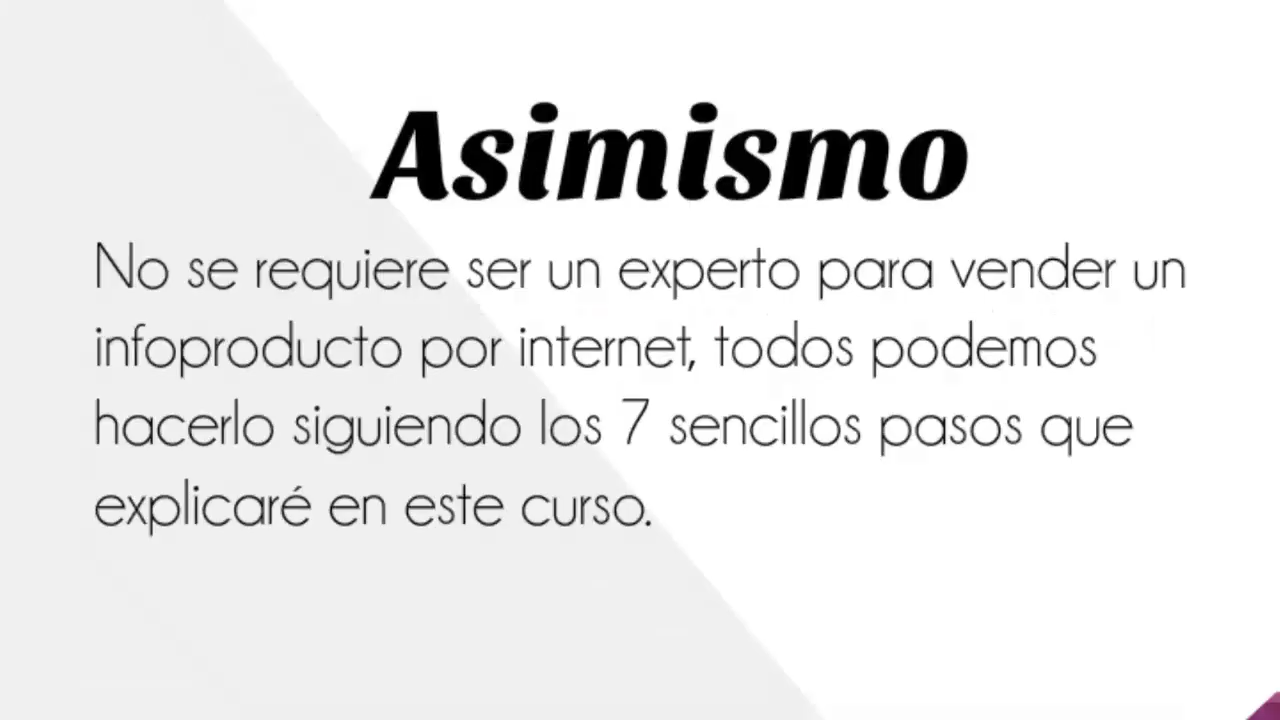 Asimismo
No se requiere ser un experto para vender un
infoproducto por internet, todos podemos
hacerlo siguiendo los 7 sencillos pasos que
explicaré en este curso.